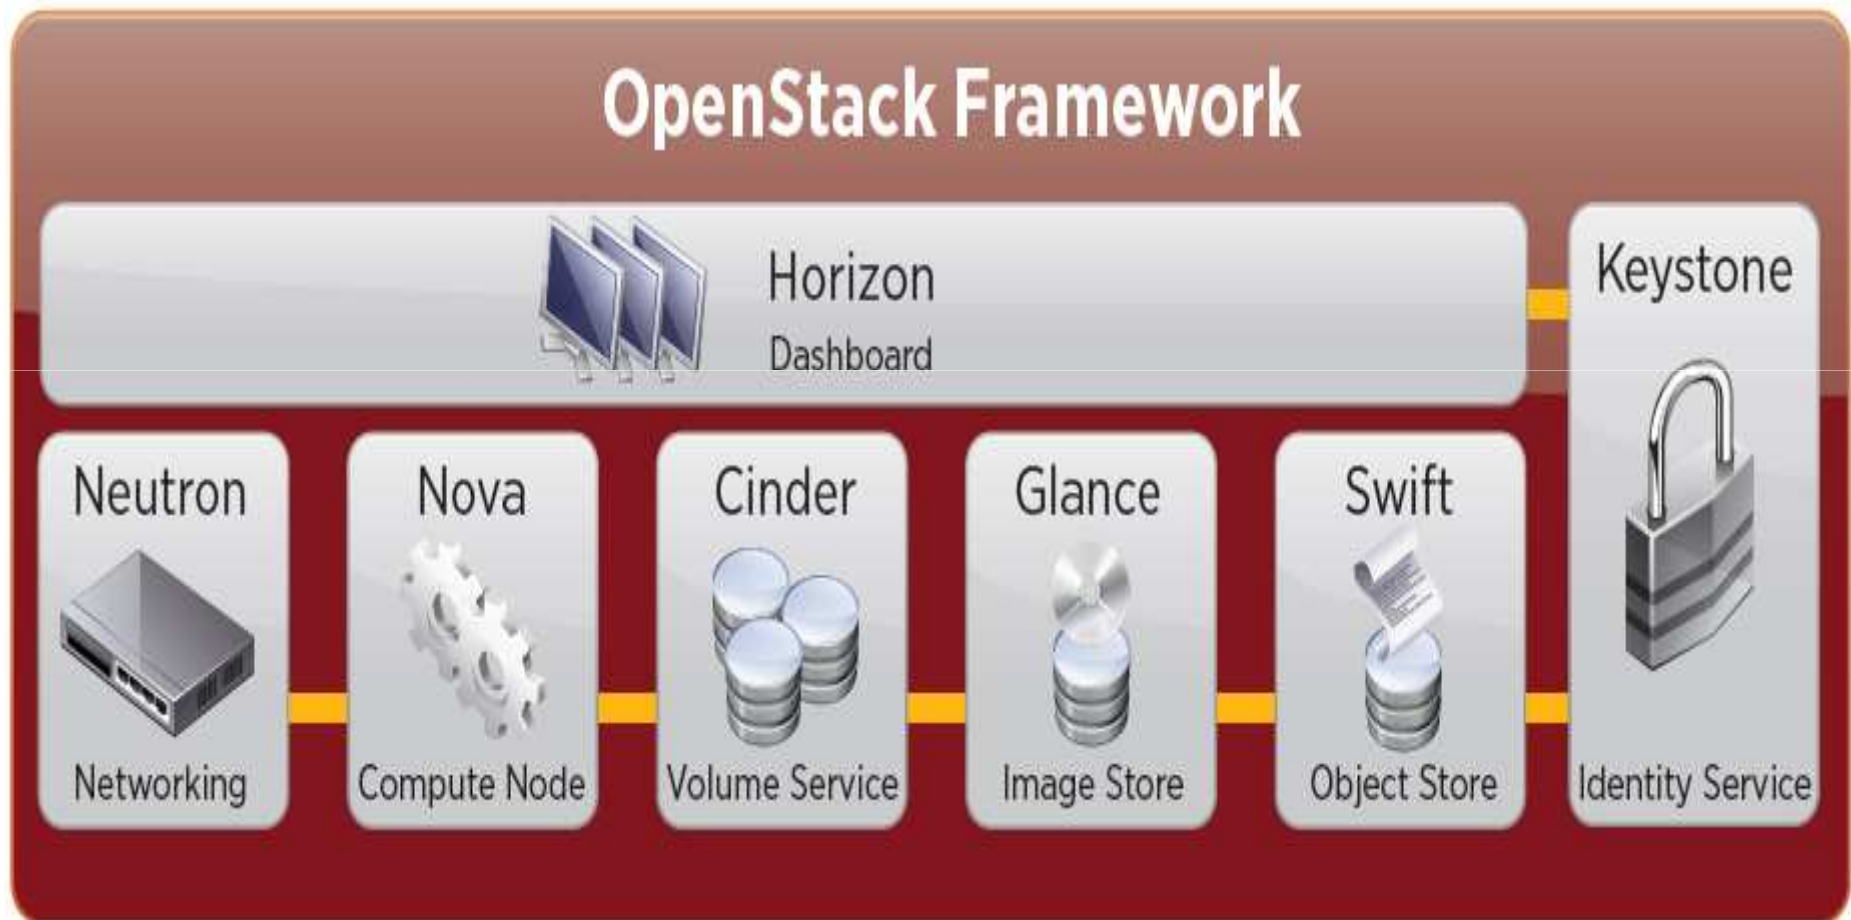 OpenStack Framework
Horizon
Dashboard
Keystone
Identity Service
Neutron
Networking
Nova
Compute Node
Cinder
Volume Service
Glance
Image Store
Swift
Object Store